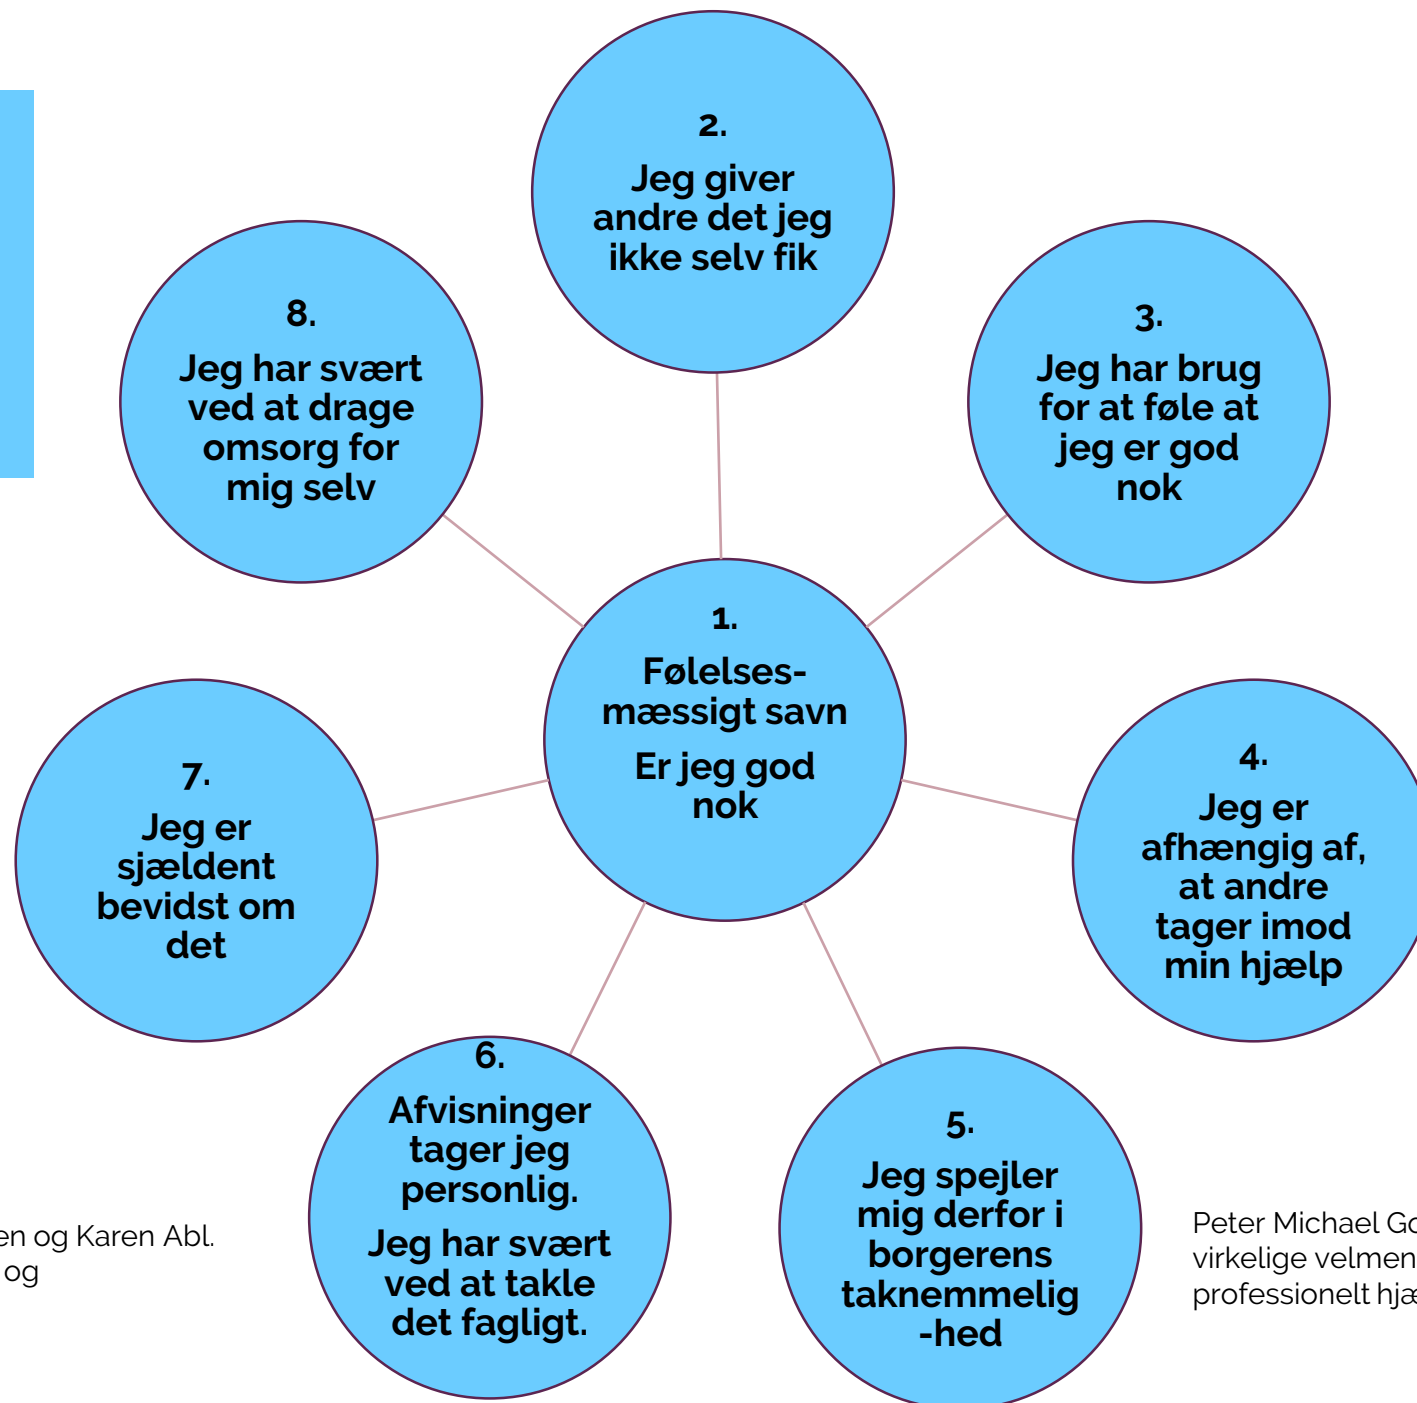 2.
Jeg giver
andre det jeg
ikke selv fik
8.
Jeg har svært
ved at drage
omsorg for
mig selv
3.
Jeg har brug
for at føle at
jeg er god
nok
1.
Følelses-
mæssigt savn
Er jeg god
nok
7.
Jeg er
sjældent
bevidst om
det
4.
Jeg er
afhængig af,
at andre
tager imod
min hjælp
6.
Afvisninger
tager jeg
personlig.
Jeg har svært
ved at takle
det fagligt.
5.
Jeg spejler
mig derfor i
borgerens
taknemmelig
-hed
en og Karen Abl.
og
Peter Michael Go
virkelige velmen
professionelt hjæ